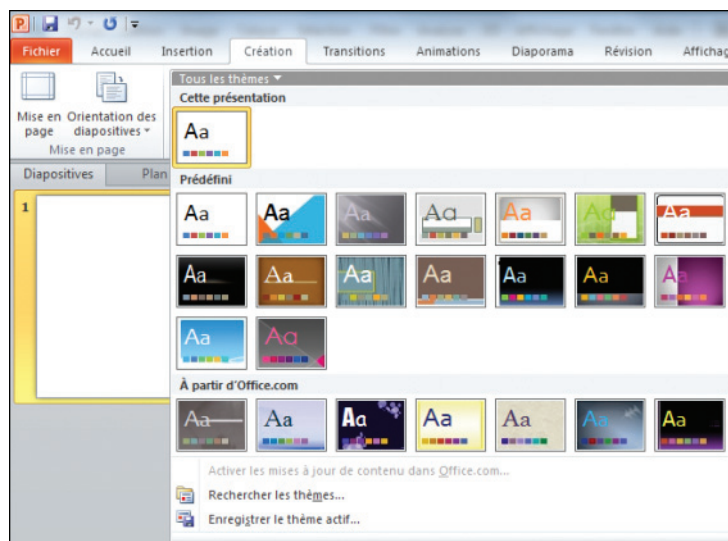 P
Fichier Accueil Insertion Création Transitions Animations Diaporama Révision Affichag
Tous les thèmes
Cette présentation
Mise en page
Orientation des diapositives
Aa
Mise en page
Diapositives Plan
Prédéfini
1
Aa Aa Aa Aa Aa Aa Aa
Aa Aa Aa Aa Aa Aa Aa
Aa Aa
À partir d'Office.com
Aa Aa Aa Aa Aa Aa Aa
Activer les mises à jour de contenu dans Office.com...
Rechercher les thèmes...
Enregistrer le thème actif...